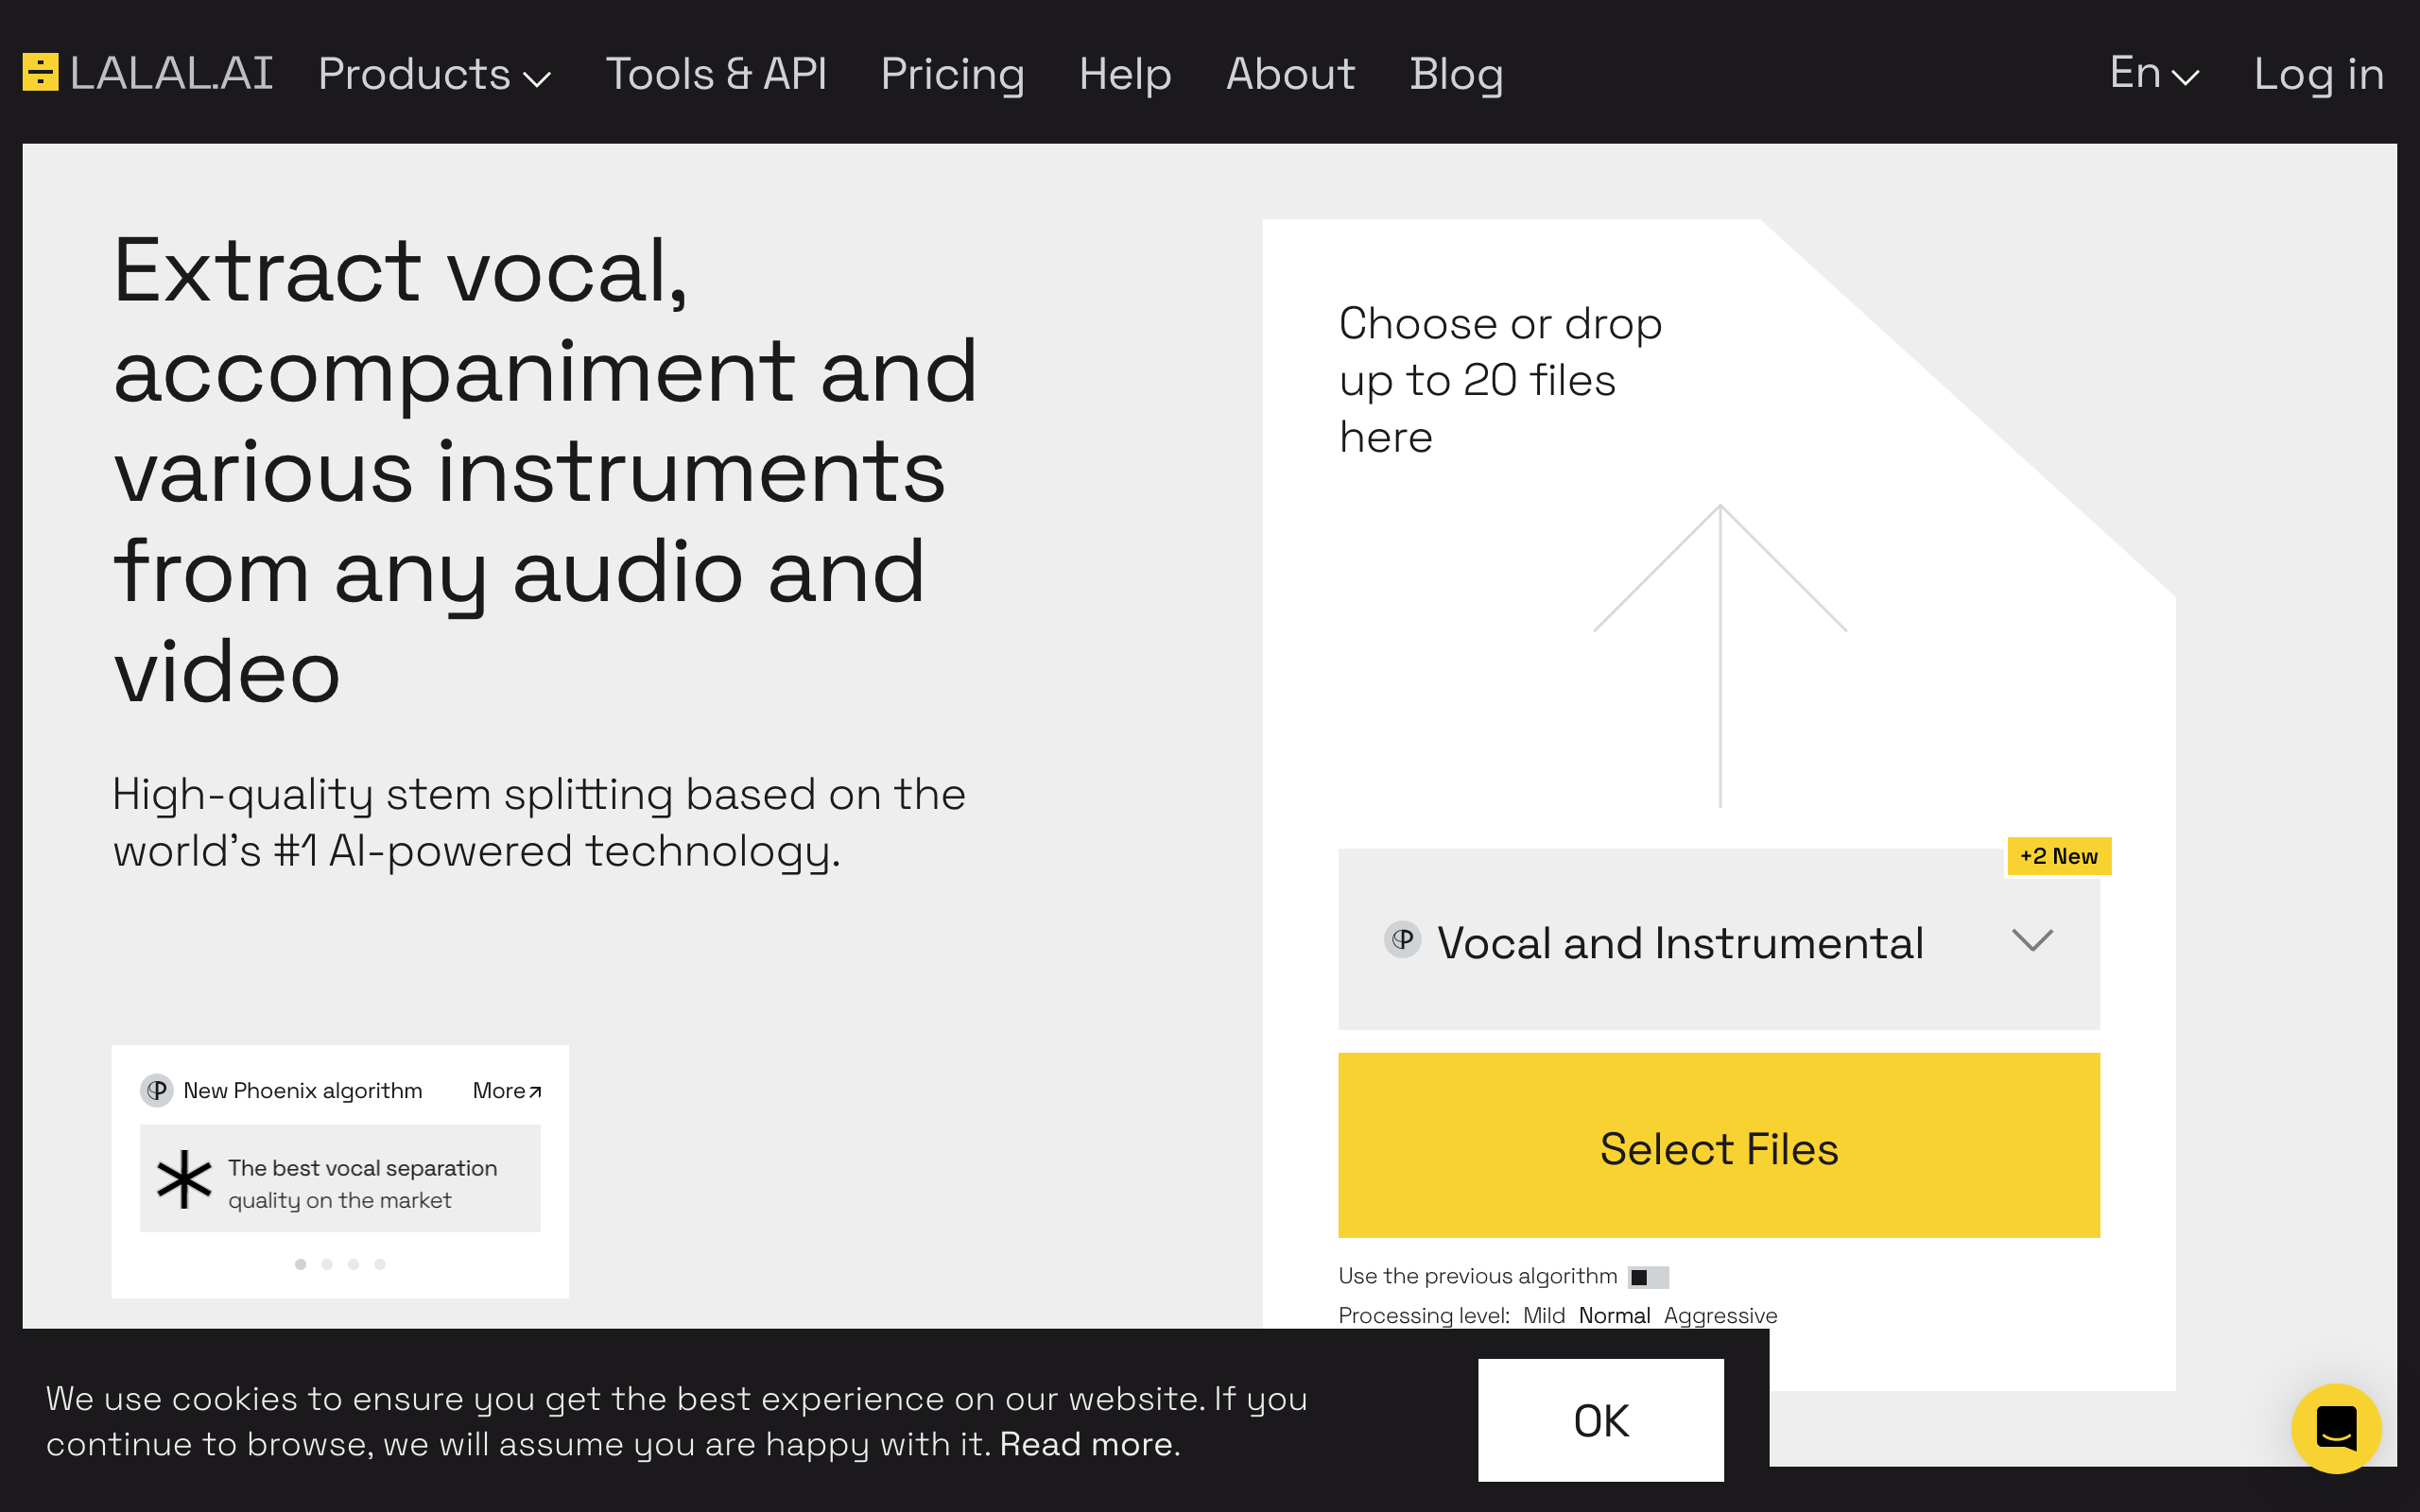 LALAL.AI Products Tools & API Pricing Help About Blog En Log in
Extract vocal,
accompaniment and
various instruments
from any audio and
video
High-quality stem splitting based on the
world's #1 AI-powered technology.
New Phoenix algorithm More
The best vocal separation
quality on the market
Choose or drop
up to 20 files
here
+2 New
Vocal and Instrumental
Select Files
Use the previous algorithm
Processing level: Mild Normal Aggressive
We use cookies to ensure you get the best experience on our website. If you
continue to browse, we will assume you are happy with it. Read more.
OK